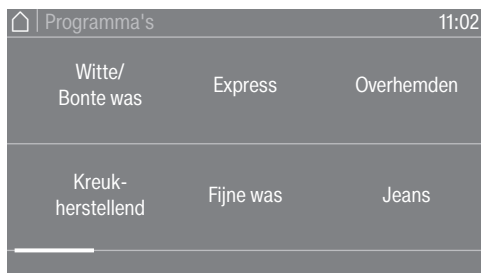 Programma's 11:02
Witte/
Bonte was
Express
Overhemden
Kreuk-
herstellend
Fijne was
Jeans